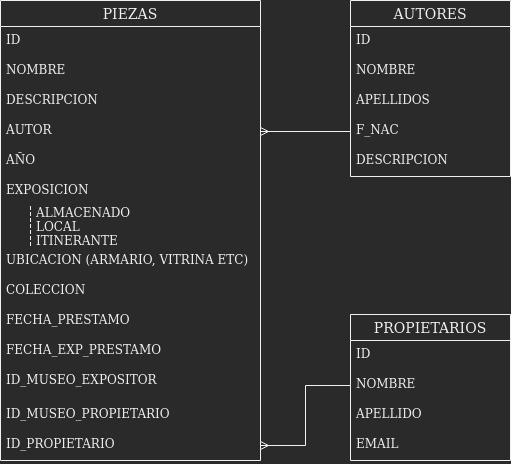 PIEZAS
ID
NOMBRE
DESCRIPCION
AUTOR
AÑO
EXPOSICION
ALMACENADO
LOCAL
ITINERANTE
UBICACION (ARMARIO, VITRINA ETC)
COLECCION
FECHA_PRESTAMO
FECHA_EXP_PRESTAMO
ID_MUSEO_EXPOSITOR
ID_MUSEO_PROPIETARIO
ID_PROPIETARIO
AUTORES
ID
NOMBRE
APELLIDOS
F_NAC
DESCRIPCION
PROPIETARIOS
ID
NOMBRE
APELLIDO
EMAIL